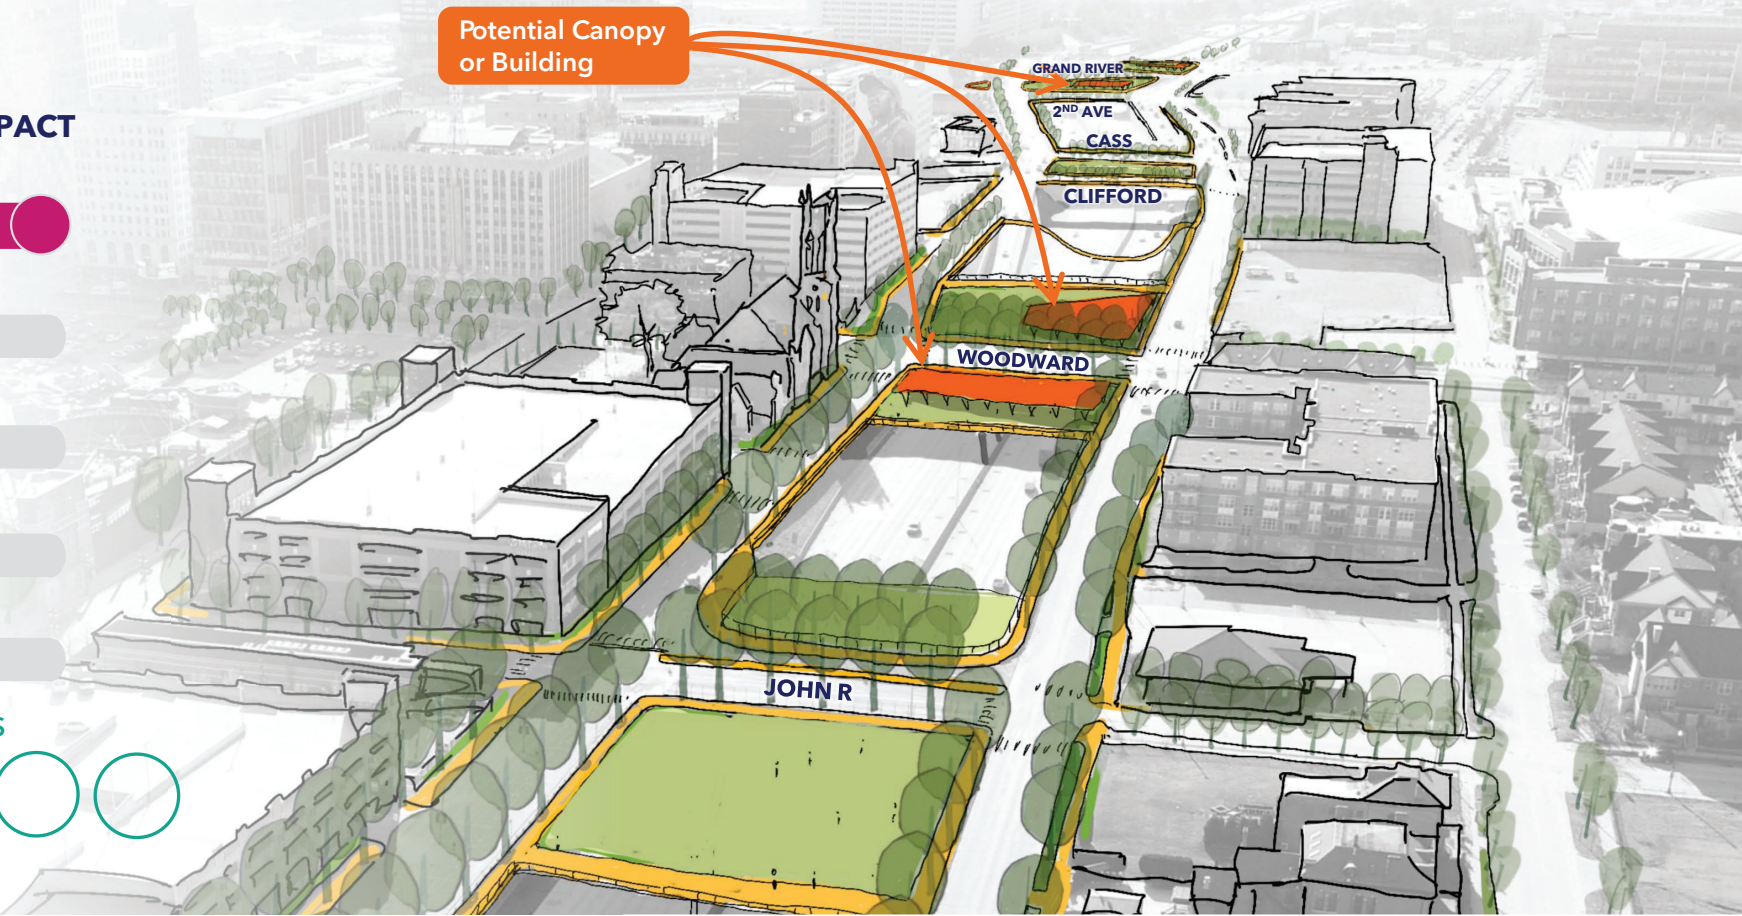 Potential Canopy
or Building
PACT
GRAND RIVER
2ND AVE
CASS
CLIFFORD
WOODWARD
JOHN R
S